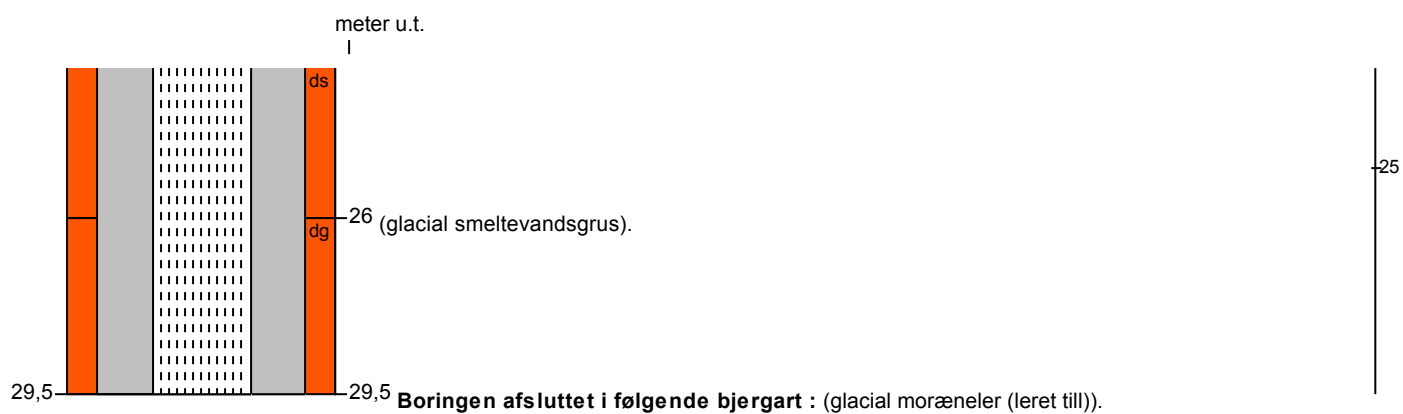 meter u.t.
ds
25
26 (glacial smeltevandsgrus).
dg
29,5 29,5 Boringen afsluttet i følgende bjergart : (glacial moræneler (leret till)).